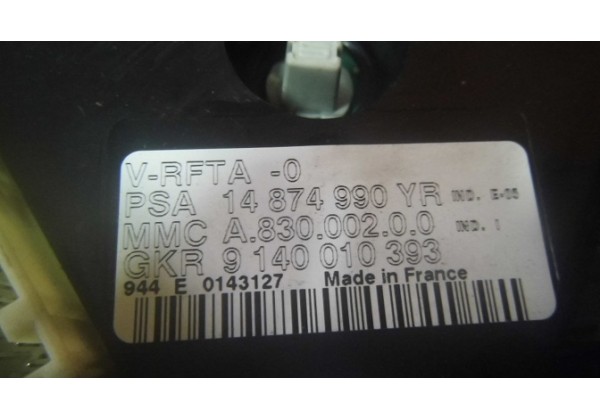 V-RFTA -0
PSA 14 874 990 YR IND. E-05
MMC A.830.002.0.0 IND. I
GKR 9 140 010 393
944 E 0143127 Made in France